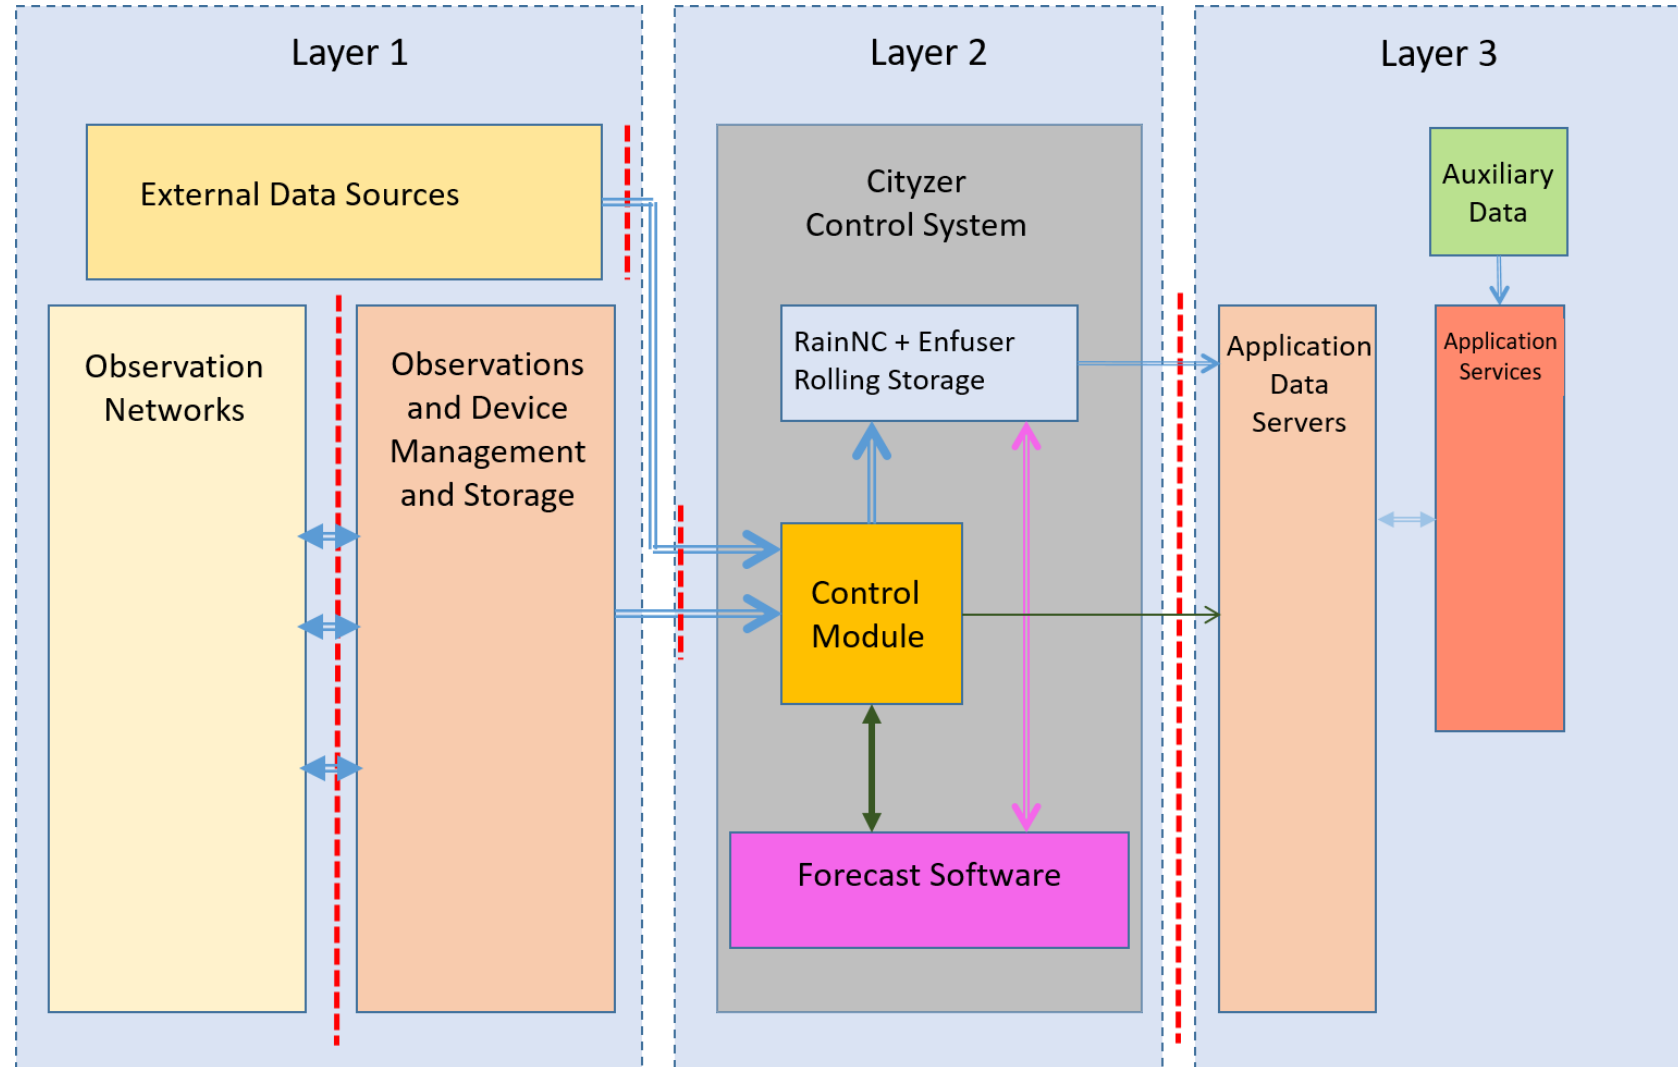 Layer 1
External Data Sources
Observation
Networks
Observations
and Device
Management
and Storage
Layer 2
Cityzer
Control System
RainNC + Enfuser
Rolling Storage
Control
Module
Forecast Software
Layer 3
Auxiliary
Data
Application
Data
Servers
Application
Services